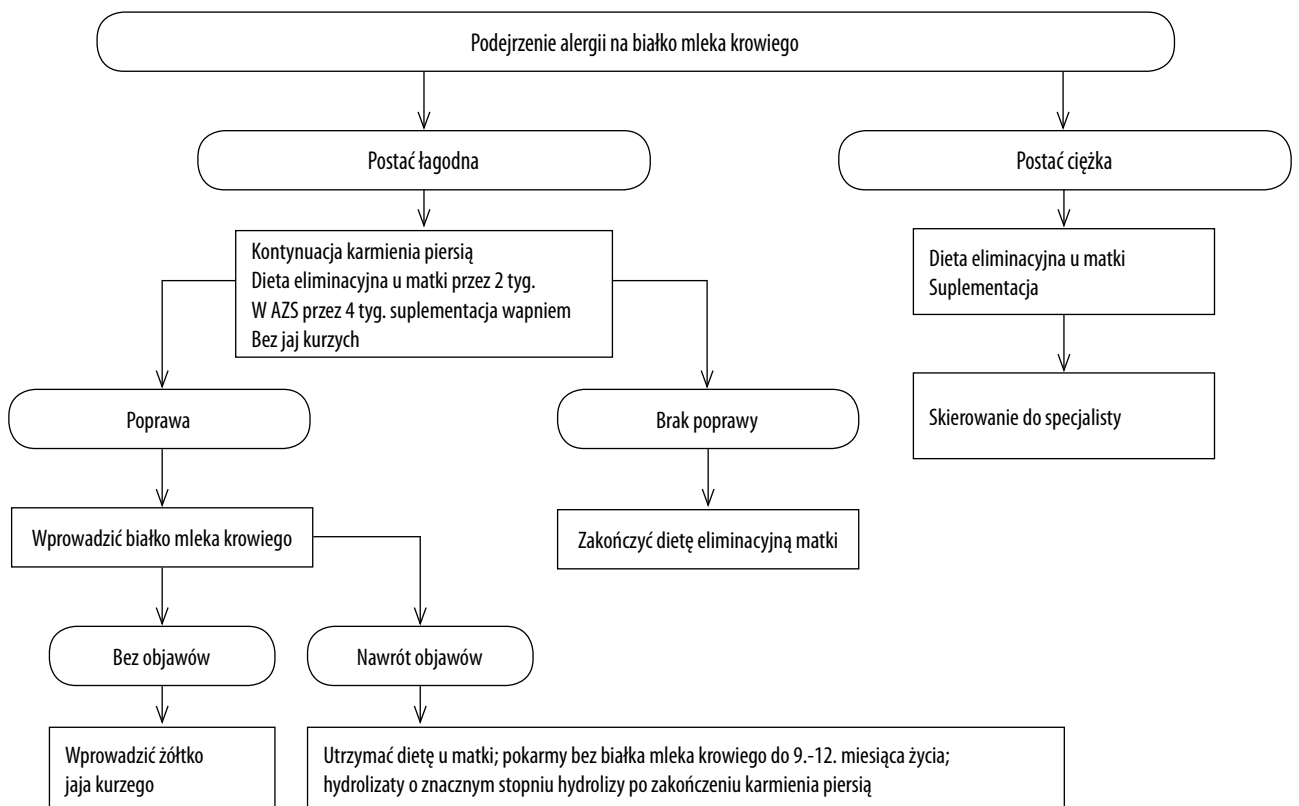 Podejrzenie alergii na białko mleka krowiego
Postać łagodna
Postać ciężka
Kontynuacja karmienia piersią
Dieta eliminacyjna u matki przez 2 tyg.
W AZS przez 4 tyg. suplementacja wapniem
Bez jaj kurzych
Dieta eliminacyjna u matki
Suplementacja
Poprawa
Brak poprawy
Skierowanie do specjalisty
Wprowadzić białko mleka krowiego
Zakończyć dietę eliminacyjną matki
Bez objawów
Nawrót objawów
Wprowadzić żółtko
jaja kurzego
Utrzymać dietę u matki; pokarmy bez białka mleka krowiego do 9.-12. miesiąca życia;
hydrolizaty o znacznym stopniu hydrolizy po zakończeniu karmienia piersią